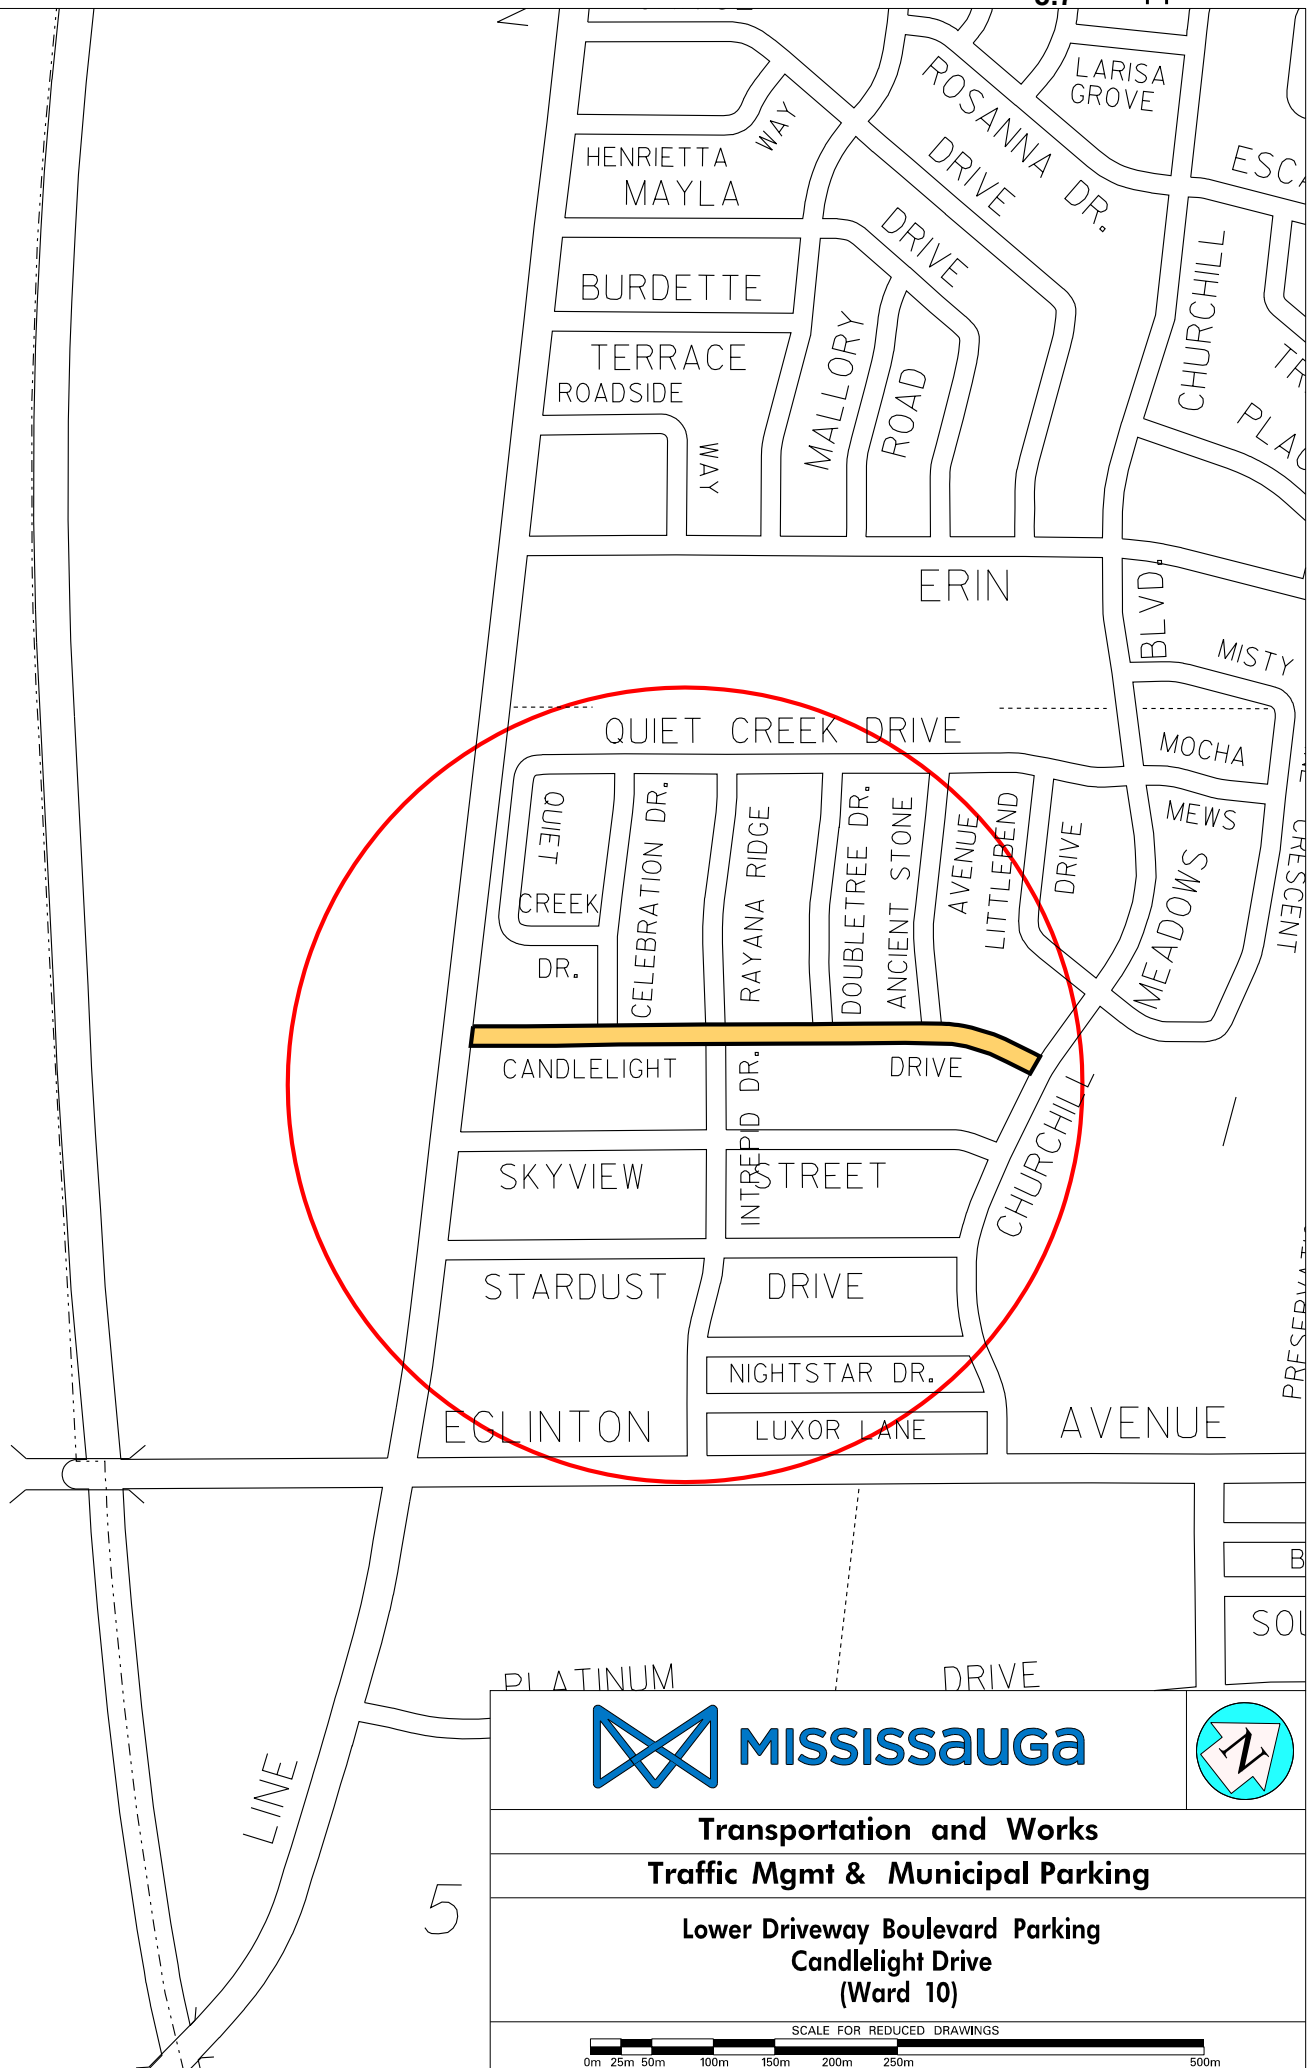 LARISA
GROVE
ROSANNA DR.
WAY
DRIVE
HENRIETTA
MAYLA
DRIVE
BURDETTE
CHURCHILL
TERRACE
ROADSIDE
MALLORY
ROAD
WAY
ERIN
BLVD.
MISTY
QUIET CREEK DRIVE
MOCHA
MEWS
CRESCENT
QUIET
CREEK
DR.
CELEBRATION DR.
RAYANA RIDGE
DOUBLETREE DR.
ANCIENT STONE
AVENUE
LITTLEBEND
DRIVE
MEADOWS
CANDLELIGHT DRIVE
INTREPID DR.
CHURCHILL
SKYVIEW STREET
STARDUST DRIVE
NIGHTSTAR DR.
EGLINTON AVENUE
LUXOR LANE
PLATINUM DRIVE
LINE
5
MISSISSAUGA
N
Transportation and Works
Traffic Mgmt & Municipal Parking
Lower Driveway Boulevard Parking
Candlelight Drive
(Ward 10)
SCALE FOR REDUCED DRAWINGS
0m 25m 50m 100m 150m 200m 250m 500m